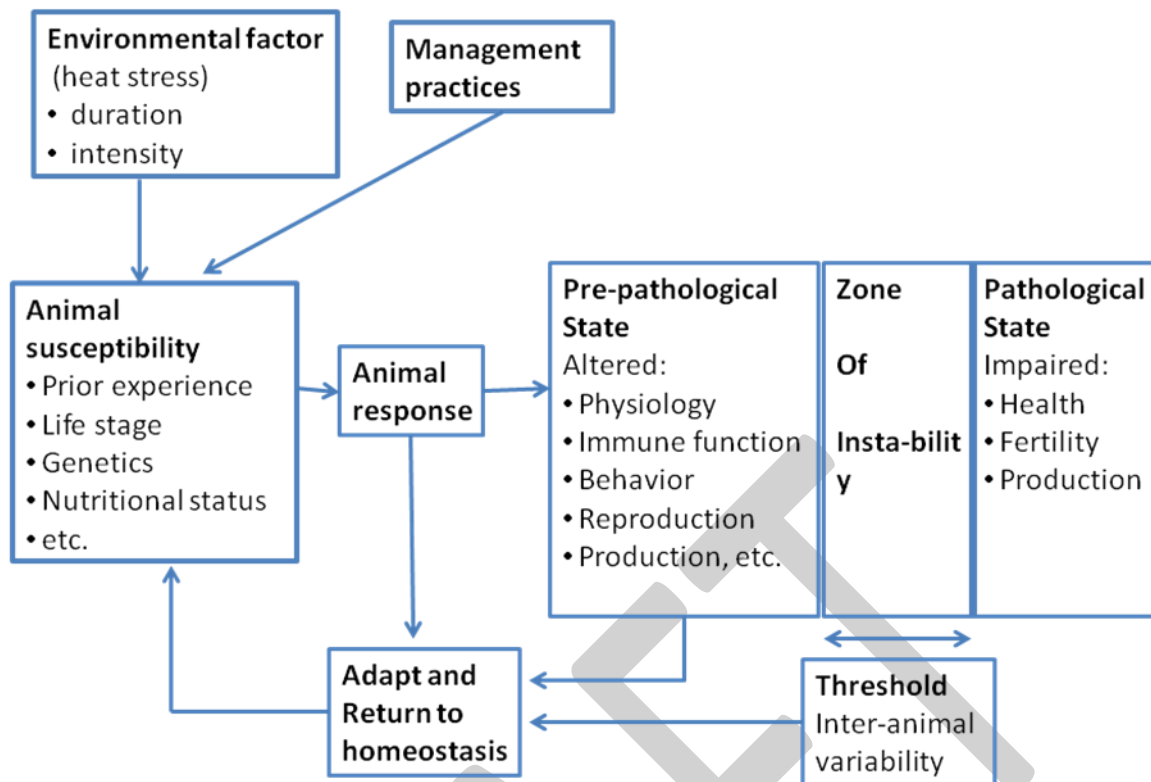 Environmental factor
(heat stress)
• duration
• intensity
Management
practices
Animal
susceptibility
• Prior experience
• Life stage
• Genetics
• Nutritional status
• etc.
Animal
response
Pre-pathological
State
Altered:
• Physiology
• Immune function
• Behavior
• Reproduction
• Production, etc.
Zone
Of
Insta-bilit
y
Pathological
State
Impaired:
• Health
• Fertility
• Production
Adapt and
Return to
homeostasis
Threshold
Inter-animal
variability